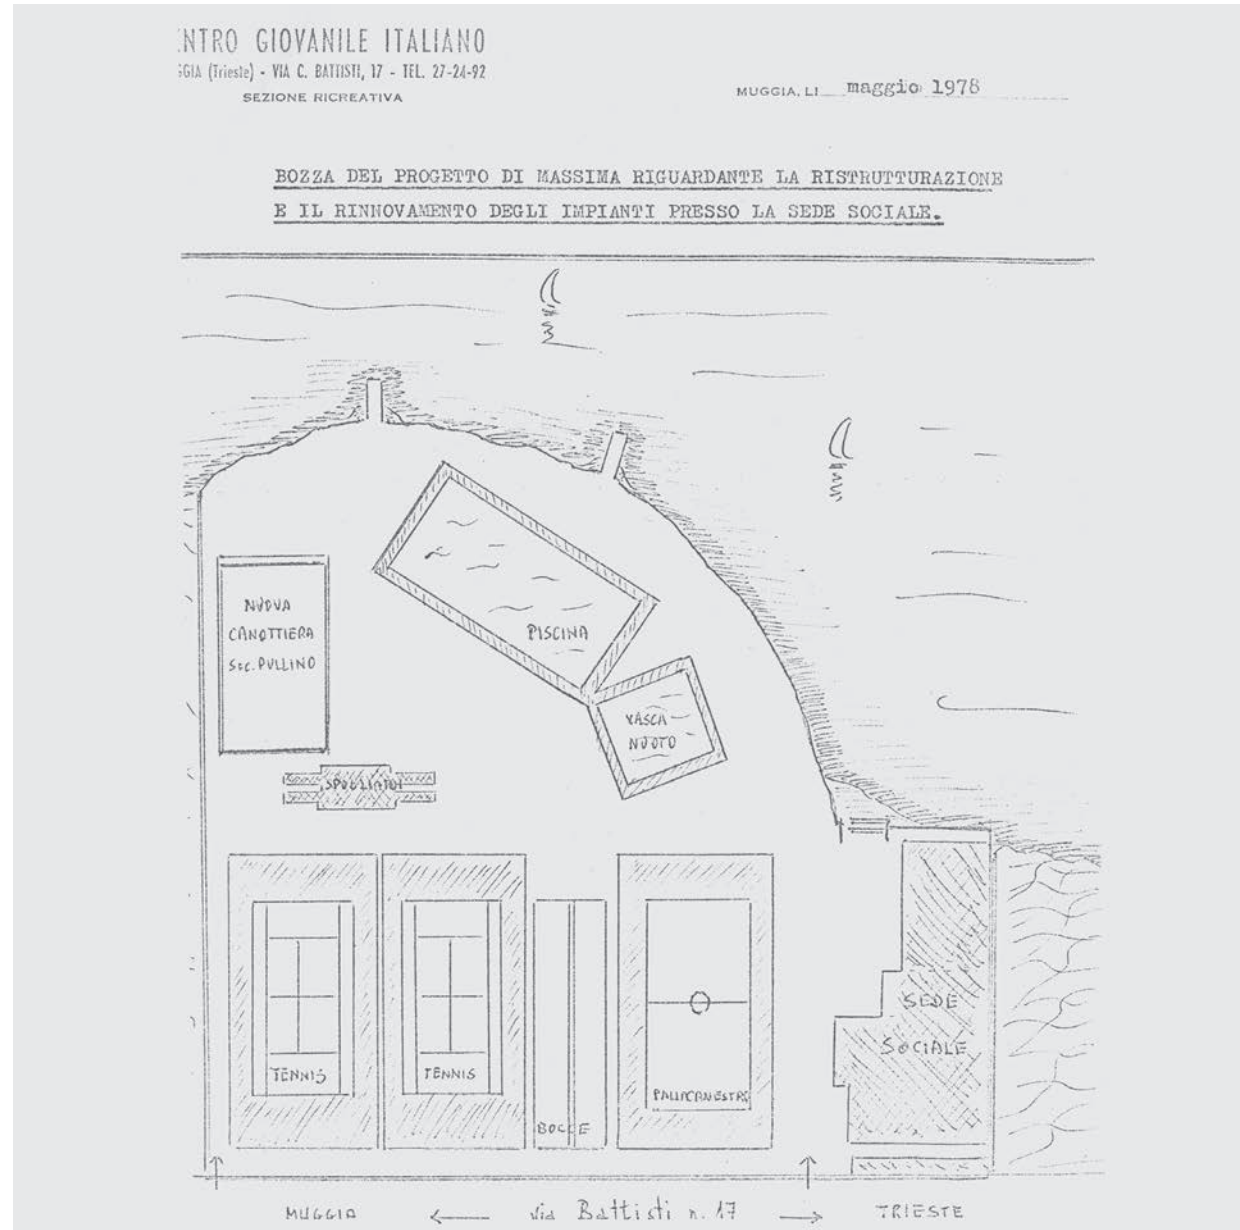 NTRO GIOVANILE ITALIANO
GGIA (Trieste) - VIA C. BATTISTI, 17 - TEL. 27-24-92
SEZIONE RICREATIVA
MUGGIA, LI maggio 1978
BOZZA DEL PROGETTO DI MASSIMA RIGUARDANTE LA RISTRUTTURAZIONE
E IL RINNOVAMENTO DEGLI IMPIANTI PRESSO LA SEDE SOCIALE.
NUOVA
CANOTTIERA
Soc. PULLINO
PISCINA
VASCA
NUOTO
SPOGLIATOI
TENNIS
TENNIS
BOCCE
PALLACANESTRO
SEDE
SOCIALE
MUGGIA ← via Battisti n. 17 → TRIESTE